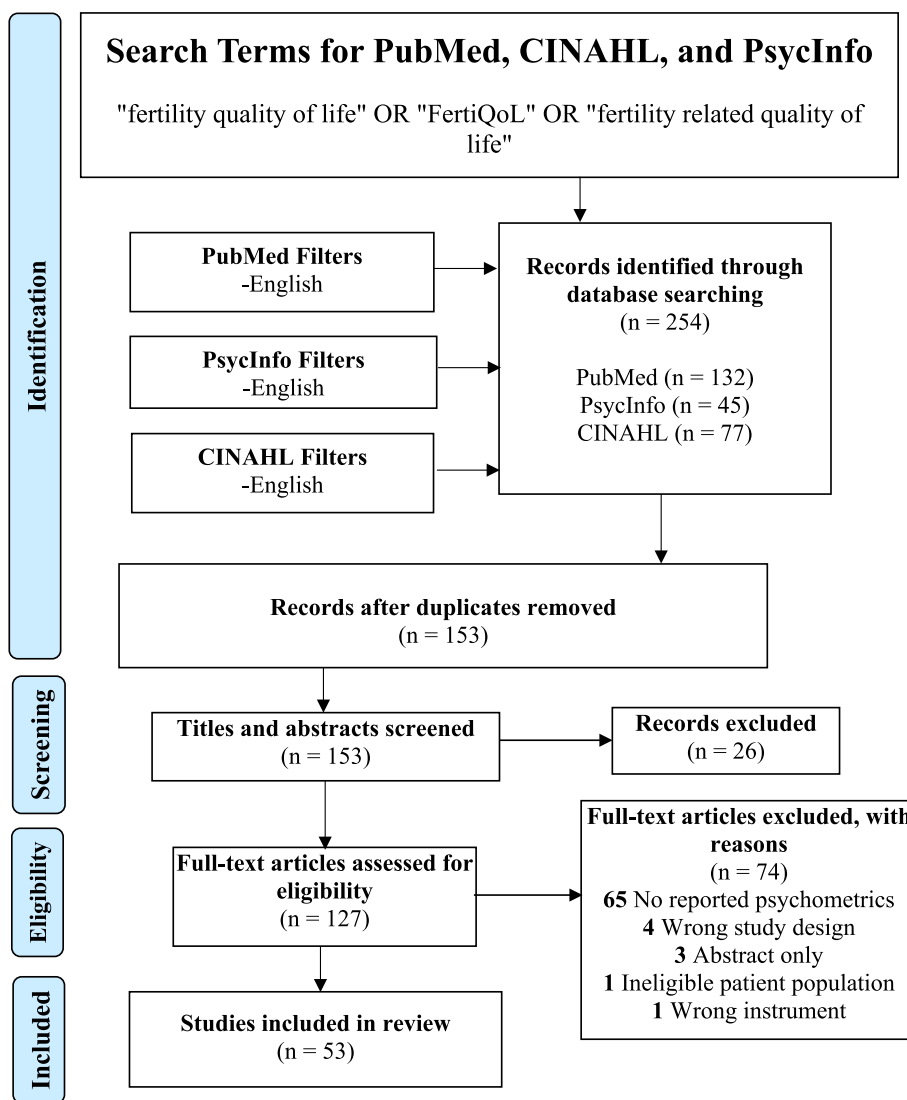 Search Terms for PubMed, CINAHL, and PsycInfo
"fertility quality of life" OR "FertiQoL" OR "fertility related quality of
life"
Identification
PubMed Filters
-English
PsycInfo Filters
-English
CINAHL Filters
-English
Records identified through
database searching
(n = 254)
PubMed (n = 132)
PsycInfo (n = 45)
CINAHL (n = 77)
Records after duplicates removed
(n = 153)
Screening
Titles and abstracts screened
(n = 153)
Records excluded
(n = 26)
Eligibility
Full-text articles assessed for
eligibility
(n = 127)
Full-text articles excluded, with
reasons
(n = 74)
65 No reported psychometrics
4 Wrong study design
3 Abstract only
1 Ineligible patient population
1 Wrong instrument
Included
Studies included in review
(n = 53)